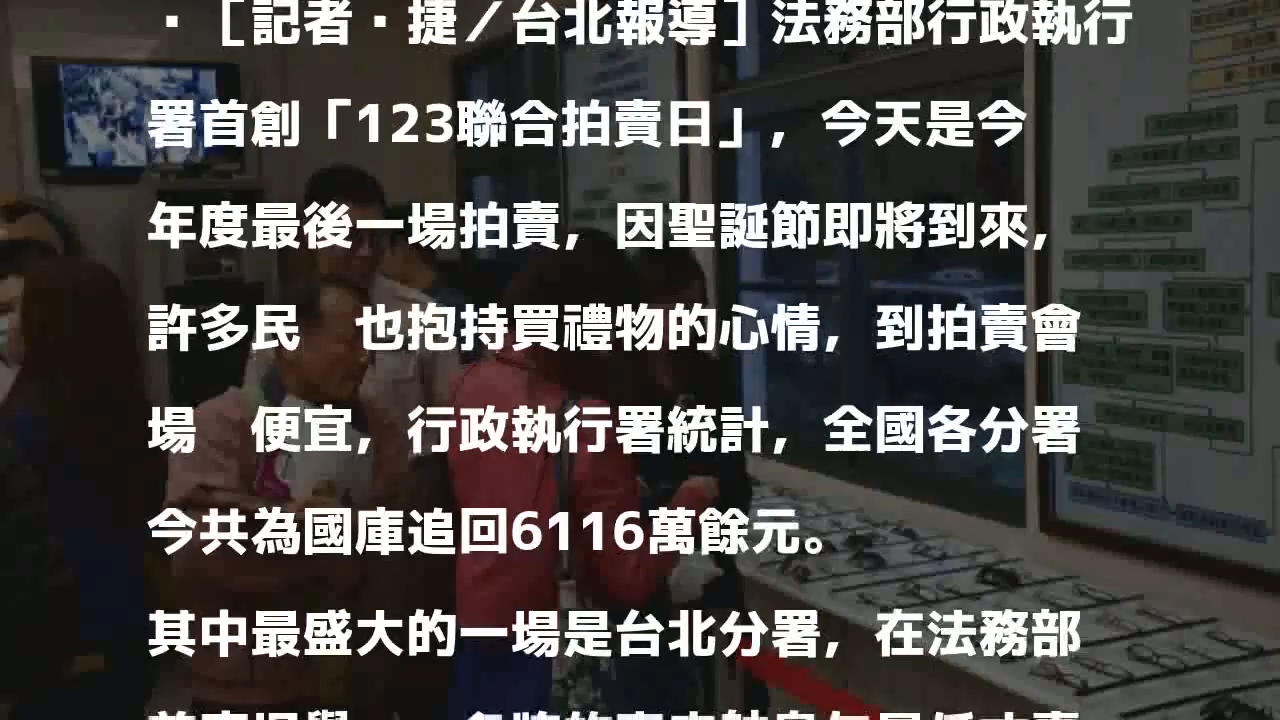 ·［記者·捷／台北報導］法務部行政執行
署首創「123聯合拍賣日」，今天是今
年度最後一場拍賣，因聖誕節即將到來，
許多民　也抱持買禮物的心情，到拍賣會
場　便宜，行政執行署統計，全國各分署
今共為國庫追回6116萬餘元。
其中最盛大的一場是台北分署，在法務部